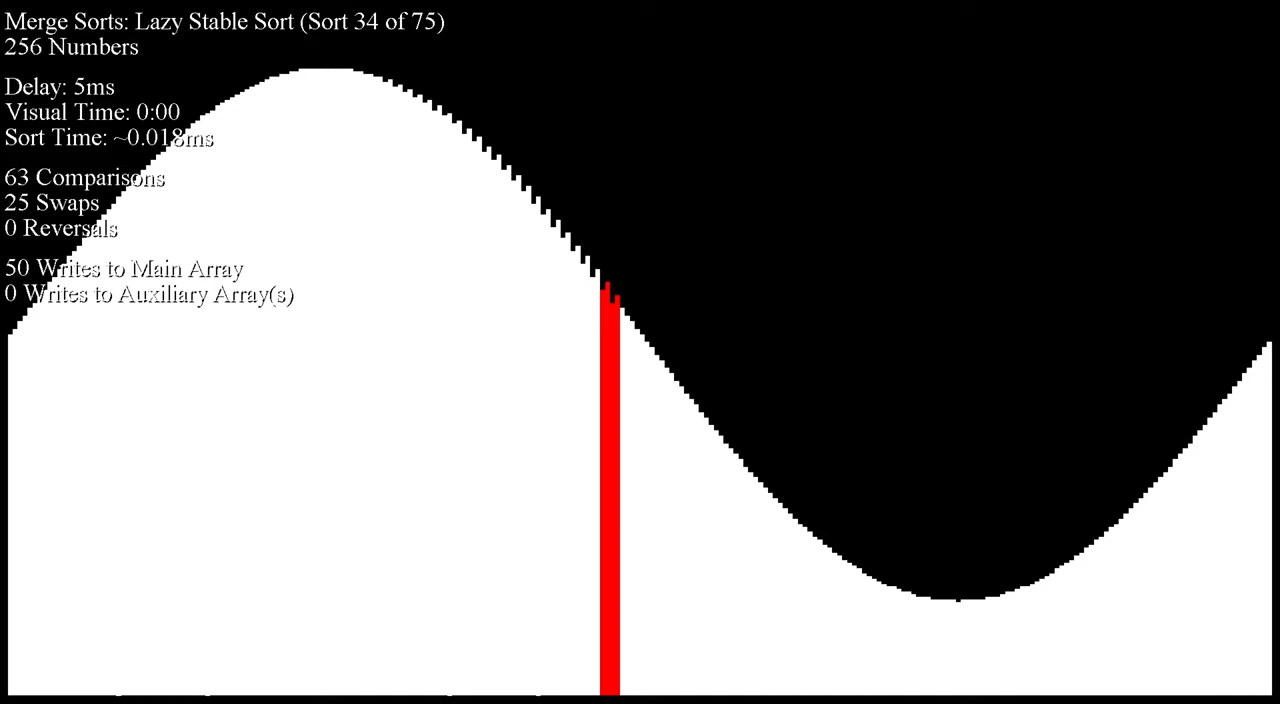 Merge Sorts: Lazy Stable Sort (Sort 34 of 75)
256 Numbers
Delay: 5ms
Visual Time: 0:00
Sort Time: ~0.018ms
63 Comparisons
25 Swaps
0 Reversals
50 Writes to Main Array
0 Writes to Auxiliary Array(s)